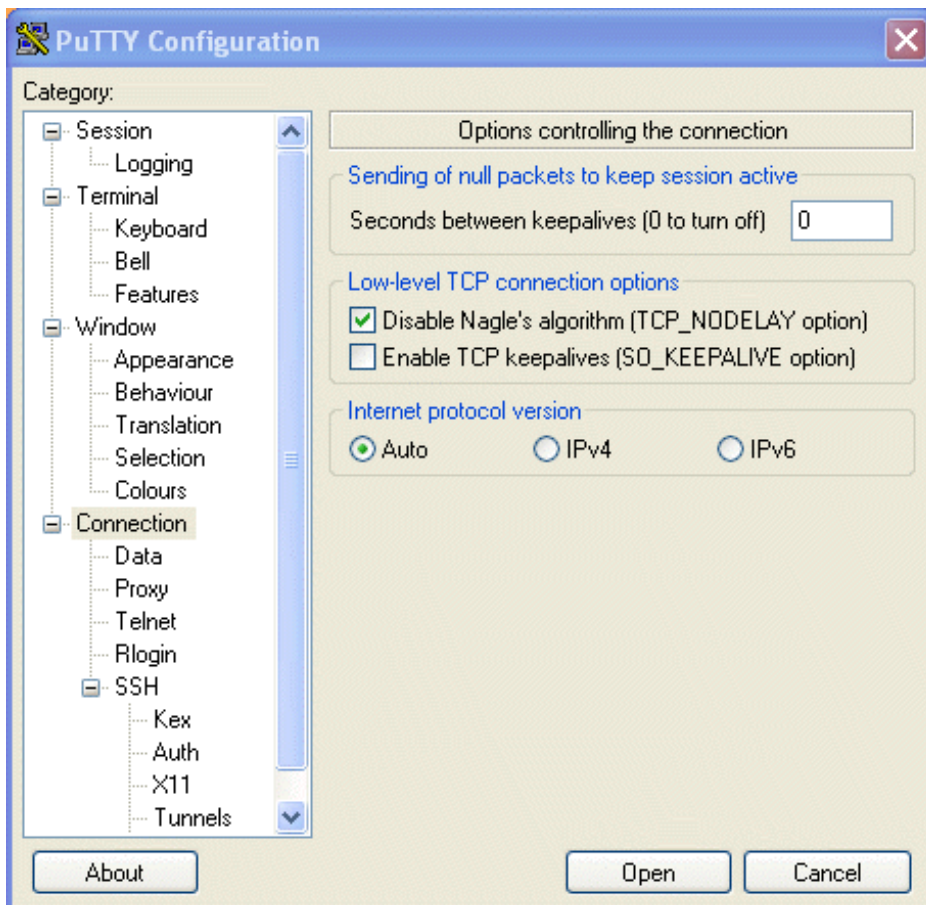 PuTTY Configuration
Category:
Session
Logging
Terminal
Keyboard
Bell
Features
Window
Appearance
Behaviour
Translation
Selection
Colours
Connection
Data
Proxy
Telnet
Rlogin
SSH
Kex
Auth
X11
Tunnels
Options controlling the connection
Sending of null packets to keep session active
Seconds between keepalives (0 to turn off) 0
Low-level TCP connection options
Disable Nagle's algorithm (TCP_NODELAY option)
Enable TCP keepalives (SO_KEEPALIVE option)
Internet protocol version
Auto IPv4 IPv6
About Open Cancel